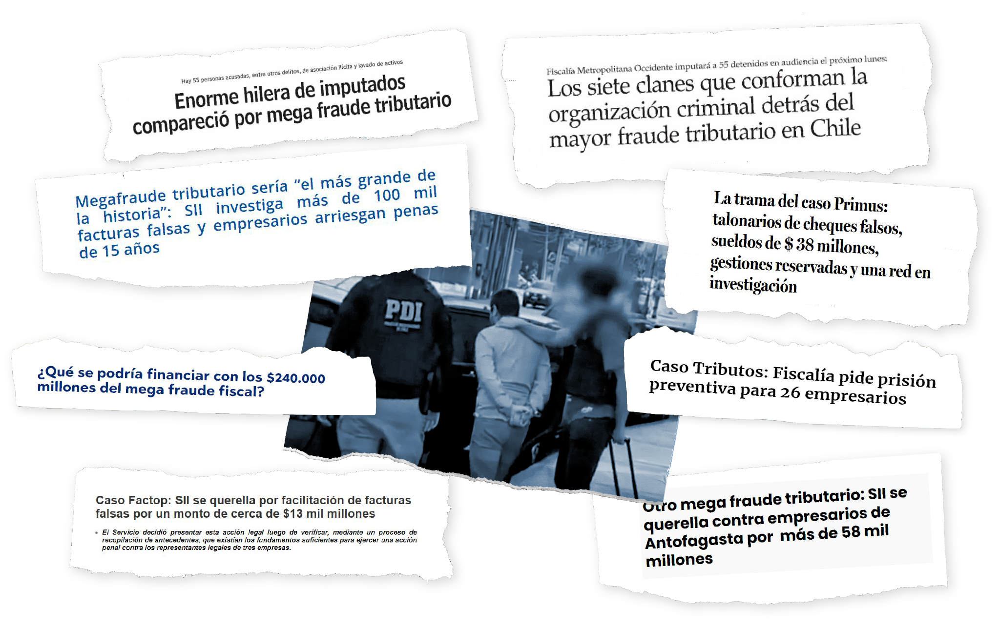 Hay 55 personas acusadas, entre otros delitos, de asociación ilícita y lavado de activos
Enorme hilera de imputados
compareció por mega fraude tributario
Fiscalía Metropolitana Occidente imputará a 55 detenidos en audiencia el próximo lunes:
Los siete clanes que conforman la
organización criminal detrás del
mayor fraude tributario en Chile
Megafraude tributario sería “el más grande de
la historia”: SII investiga más de 100 mil
facturas falsas y empresarios arriesgan penas
de 15 años
La trama del caso Primus:
talonarios de cheques falsos,
sueldos de $ 38 millones,
gestiones reservadas y una red en
investigación
PDI
¿Qué se podría financiar con los $240.000
millones del mega fraude fiscal?
Caso Tributos: Fiscalía pide prisión
preventiva para 26 empresarios
Caso Factop: SII se querella por facilitación de facturas
falsas por un monto de cerca de $13 mil millones
• El Servicio decidió presentar esta acción legal luego de verificar, mediante un proceso de
recopilación de antecedentes, que existían los fundamentos suficientes para ejercer una acción
penal contra los representantes legales de tres empresas.
Otro mega fraude tributario: SII se
querella contra empresarios de
Antofagasta por más de 58 mil
millones